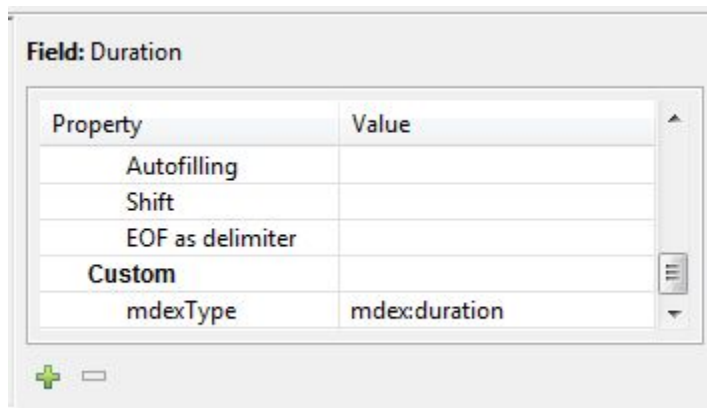 Field: Duration
Property Value
Autofilling
Shift
EOF as delimiter
Custom
mdexType mdex:duration